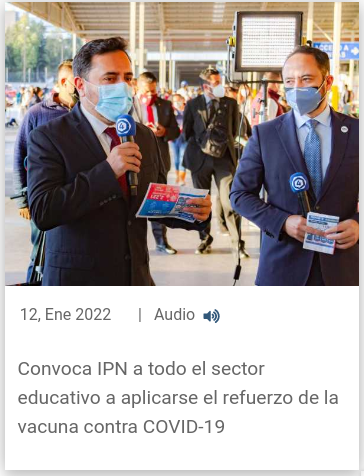 12, Ene 2022 | Audio
Convoca IPN a todo el sector
educativo a aplicarse el refuerzo de la
vacuna contra COVID-19